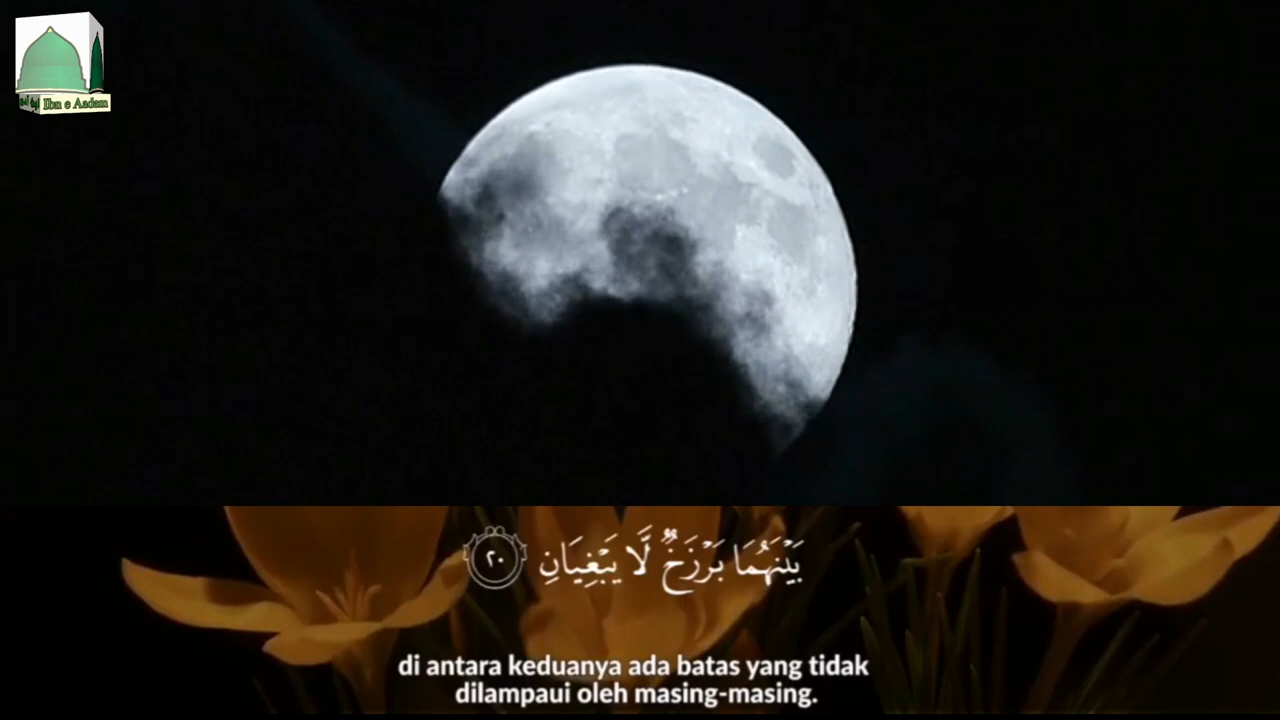 Ibn e Aadam
بَيْنَهُمَا بَرْزَخٌ لَّا يَبْغِيَانِ ٢٠
di antara keduanya ada batas yang tidak
dilampaui oleh masing-masing.